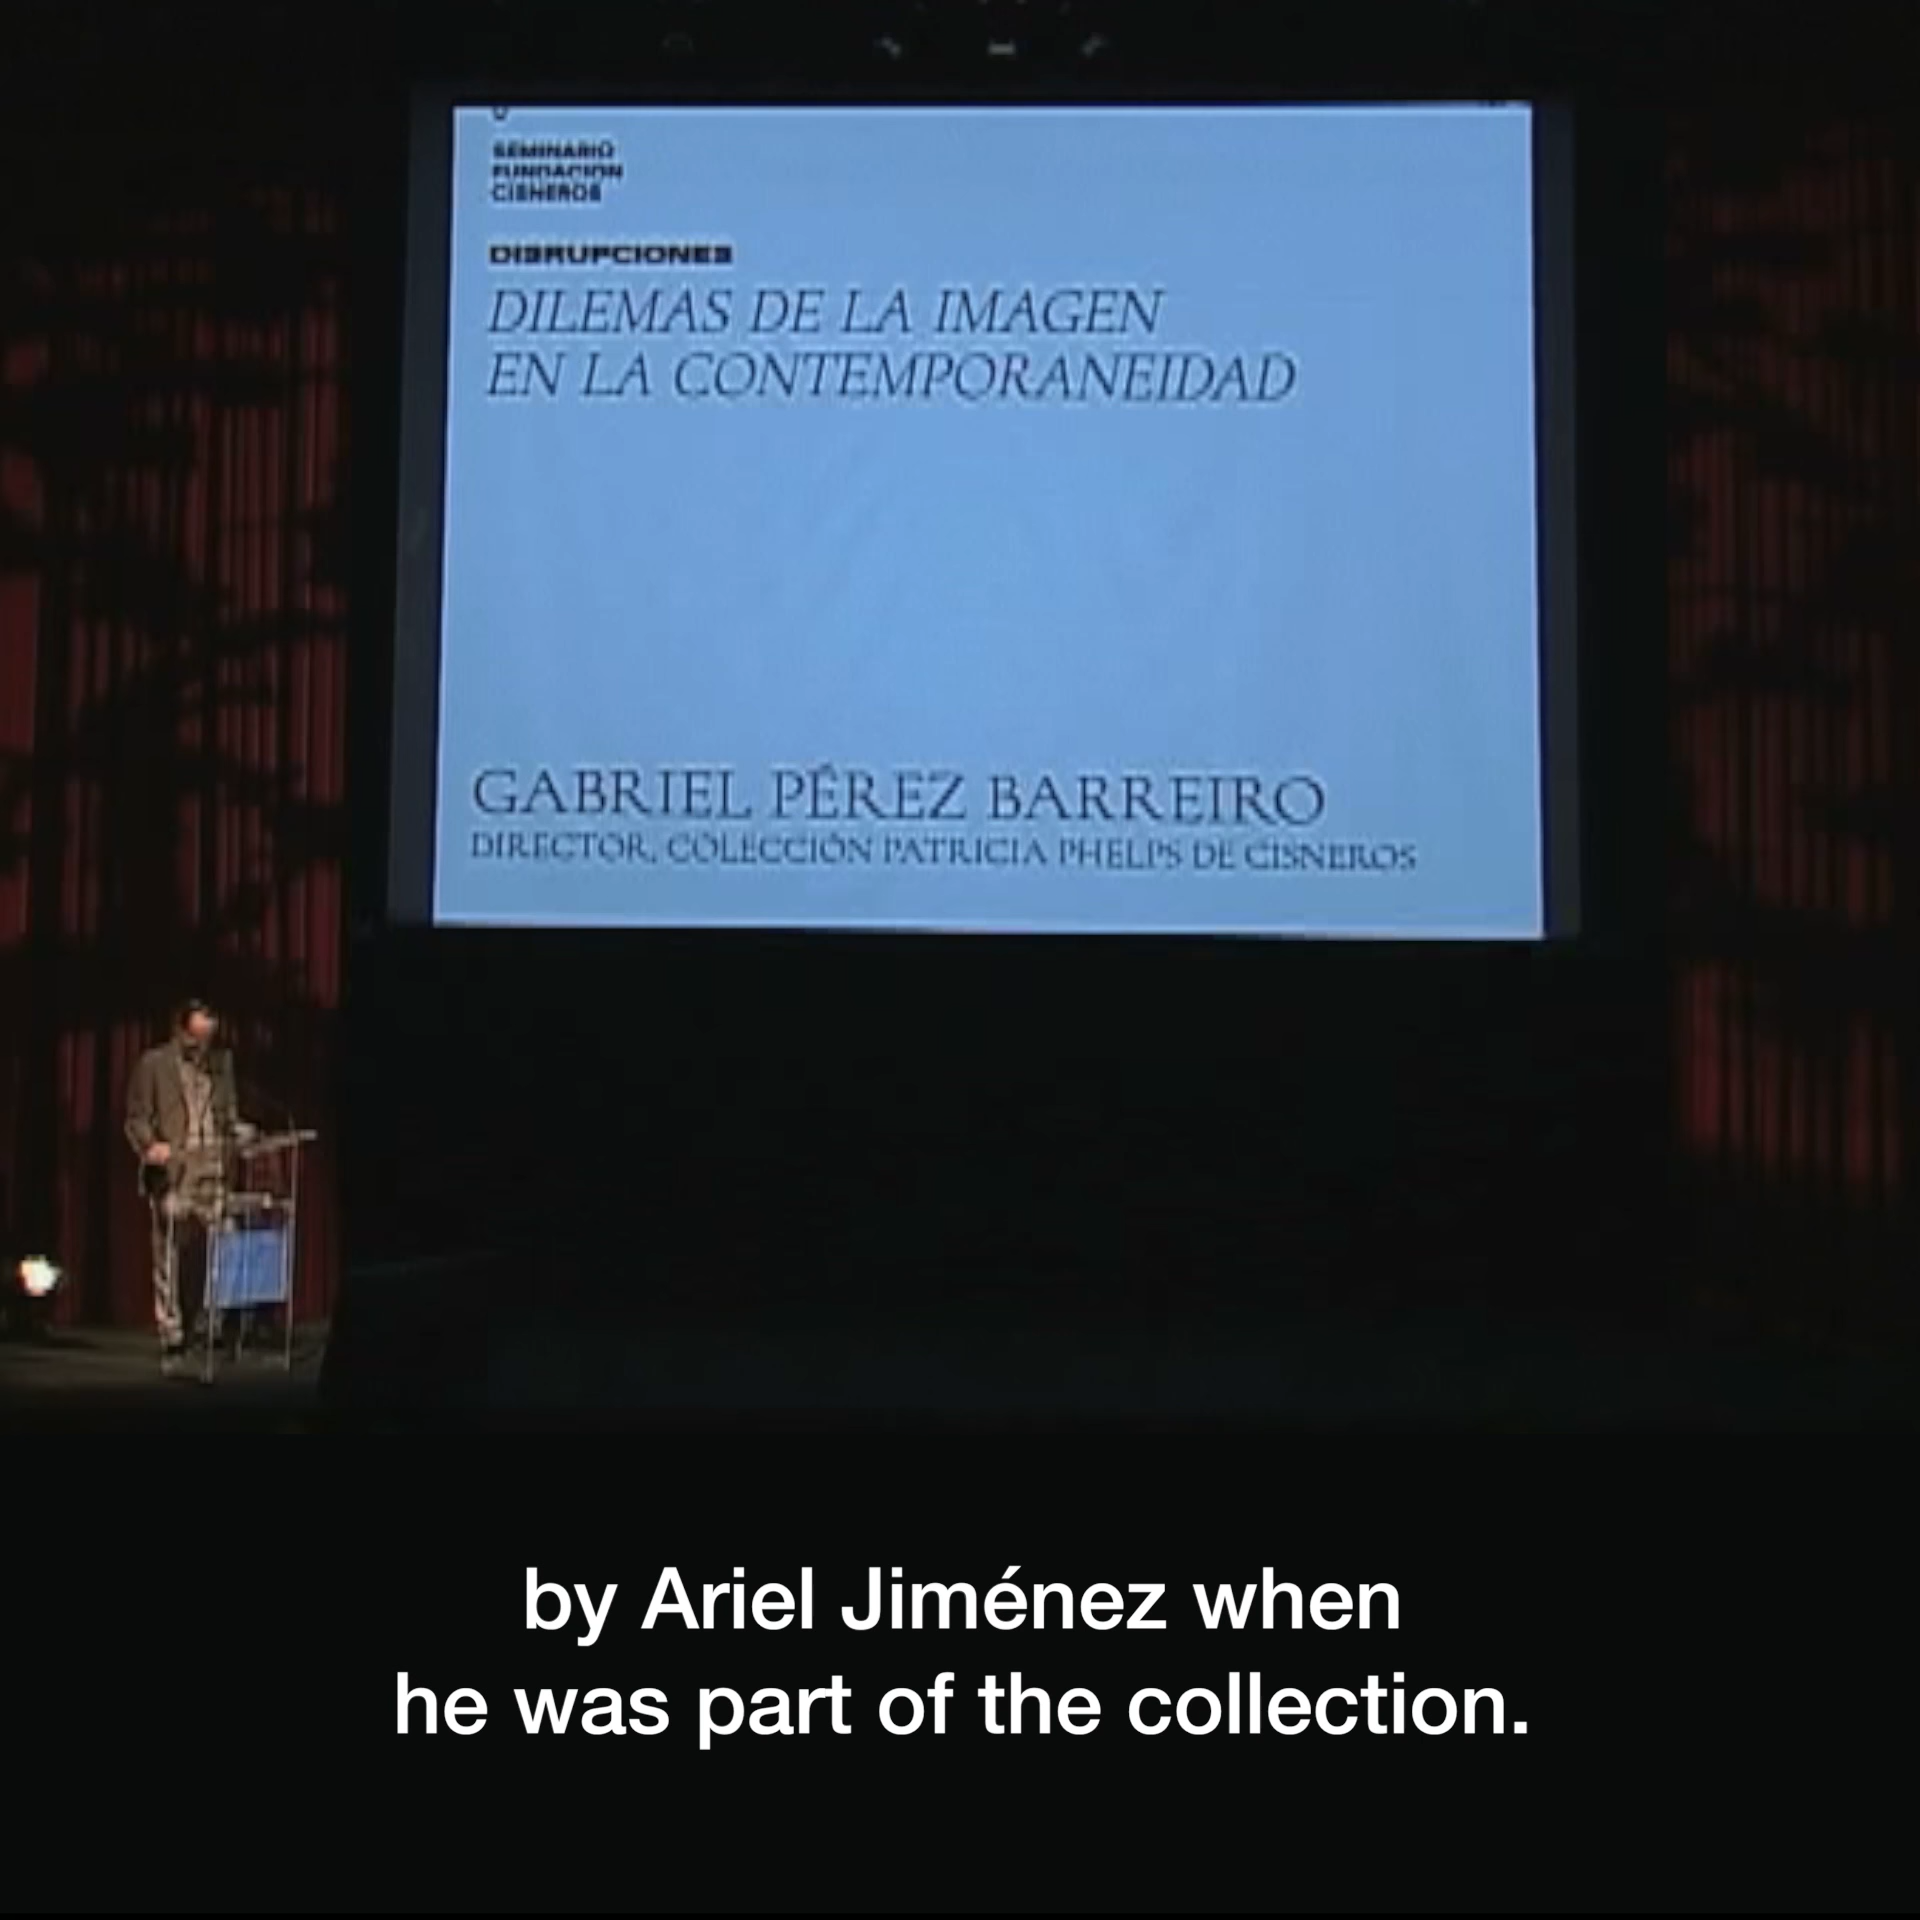 SEMINARIO
FUNDACIÓN
CISNEROS
DISRUPCIONES
DILEMAS DE LA IMAGEN
EN LA CONTEMPORANEIDAD
GABRIEL PÉREZ BARREIRO
DIRECTOR, COLECCIÓN PATRICIA PHELPS DE CISNEROS
by Ariel Jiménez when
he was part of the collection.